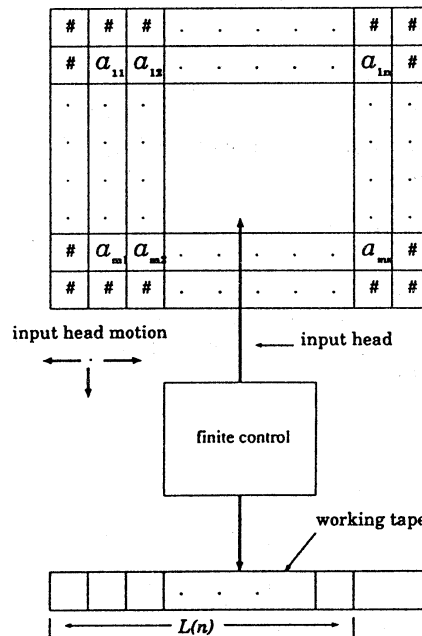 # # # . . . . . # #
# a₁₁ a₁₂ . . . . . a₁ₙ #
. . . . .
. . . . .
. . . . .
. . . . .
# aₘ₁ aₘ₂ . . . . . aₘₙ #
# # # . . . . . # #
input head motion
input head
finite control
working tape
. . .
L(n)